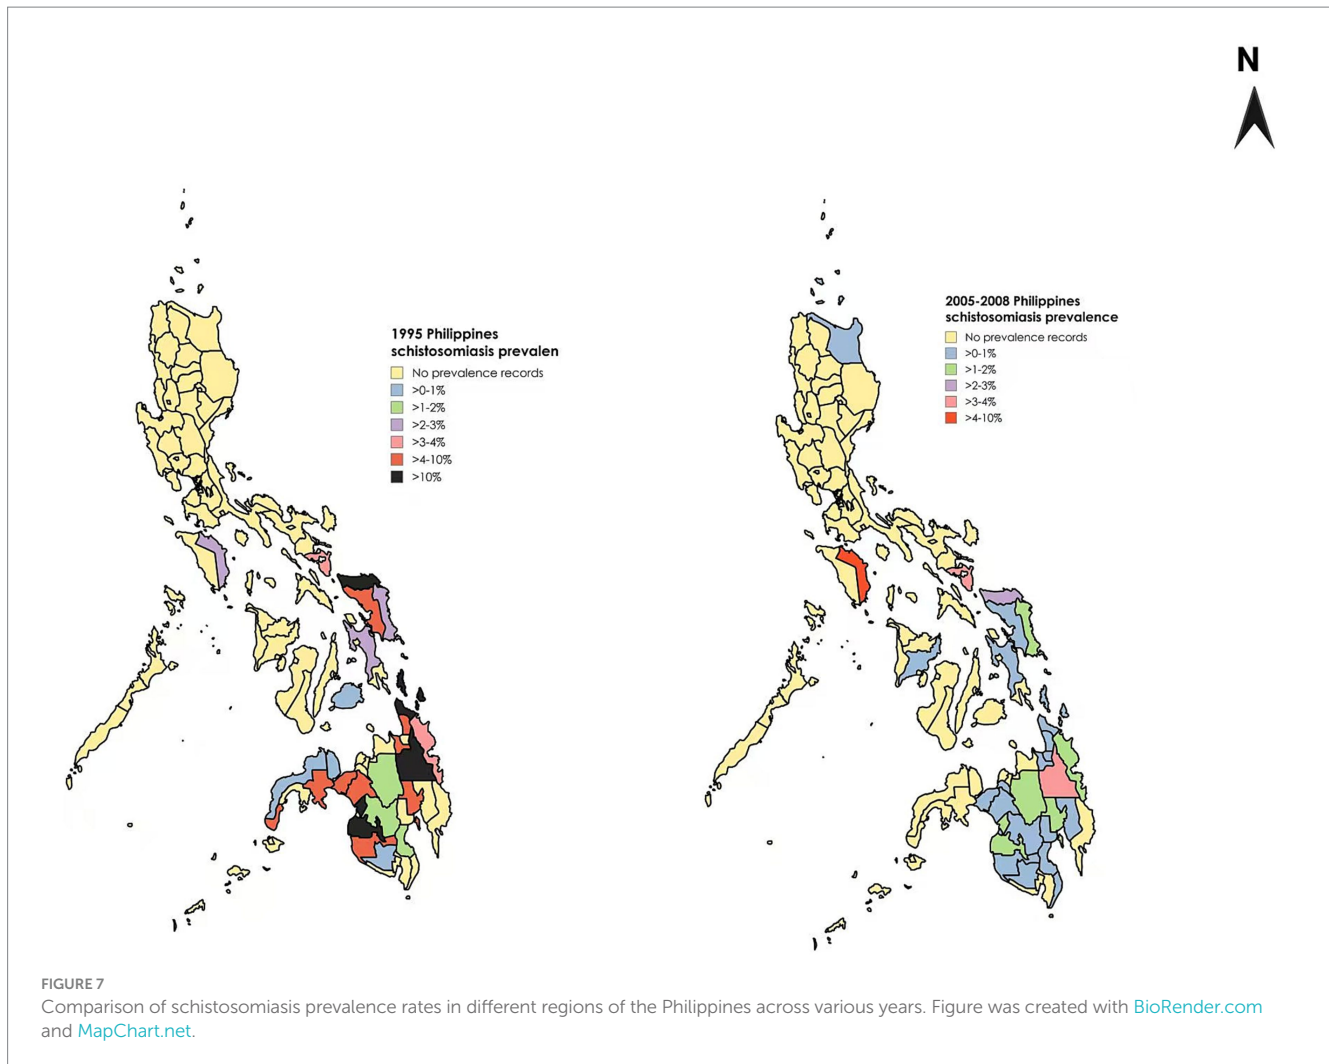 N
1995 Philippines
schistosomiasis prevalen
No prevalence records
>0-1%
>1-2%
>2-3%
>3-4%
>4-10%
>10%
2005-2008 Philippines
schistosomiasis prevalence
No prevalence records
>0-1%
>1-2%
>2-3%
>3-4%
>4-10%
FIGURE 7
Comparison of schistosomiasis prevalence rates in different regions of the Philippines across various years. Figure was created with BioRender.com
and MapChart.net.